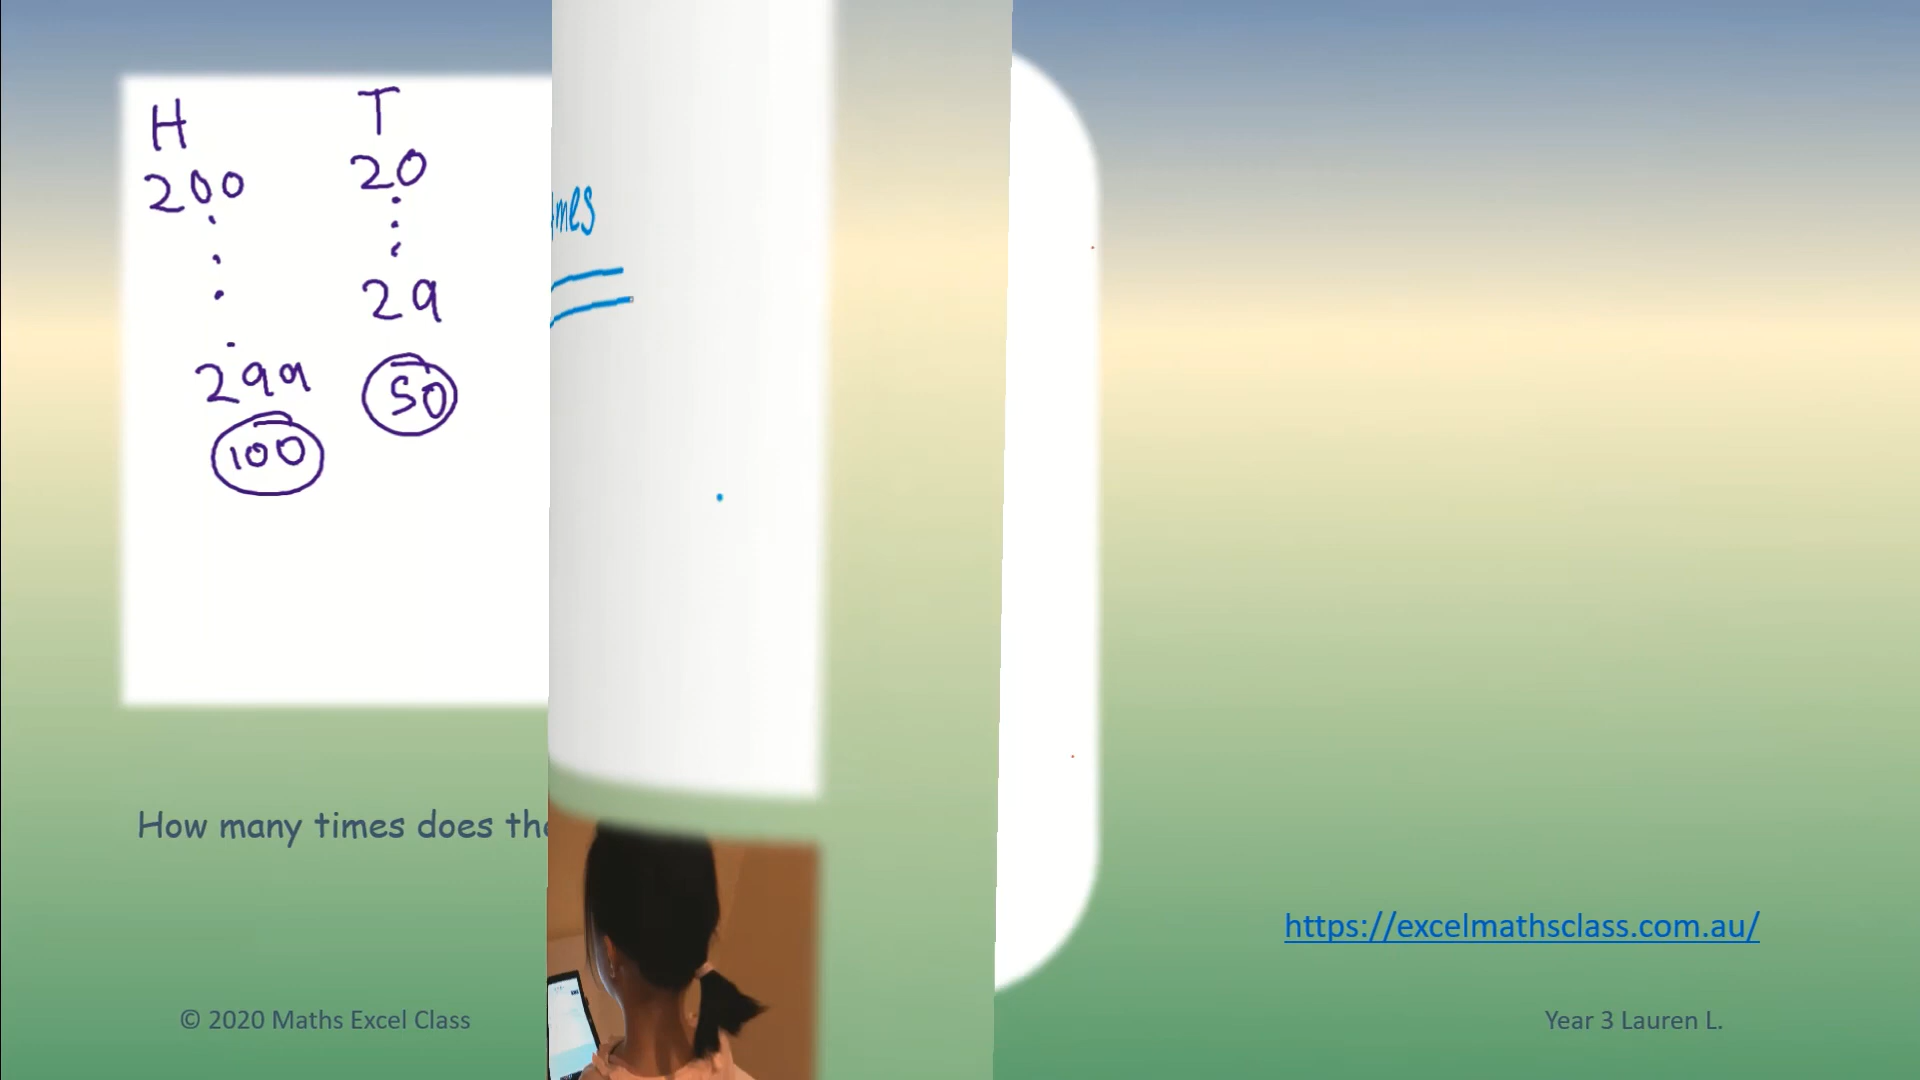 H T
200 20
29
299 50
100
mes
How many times does the
https://excelmathsclass.com.au/
© 2020 Maths Excel Class
Year 3 Lauren L.